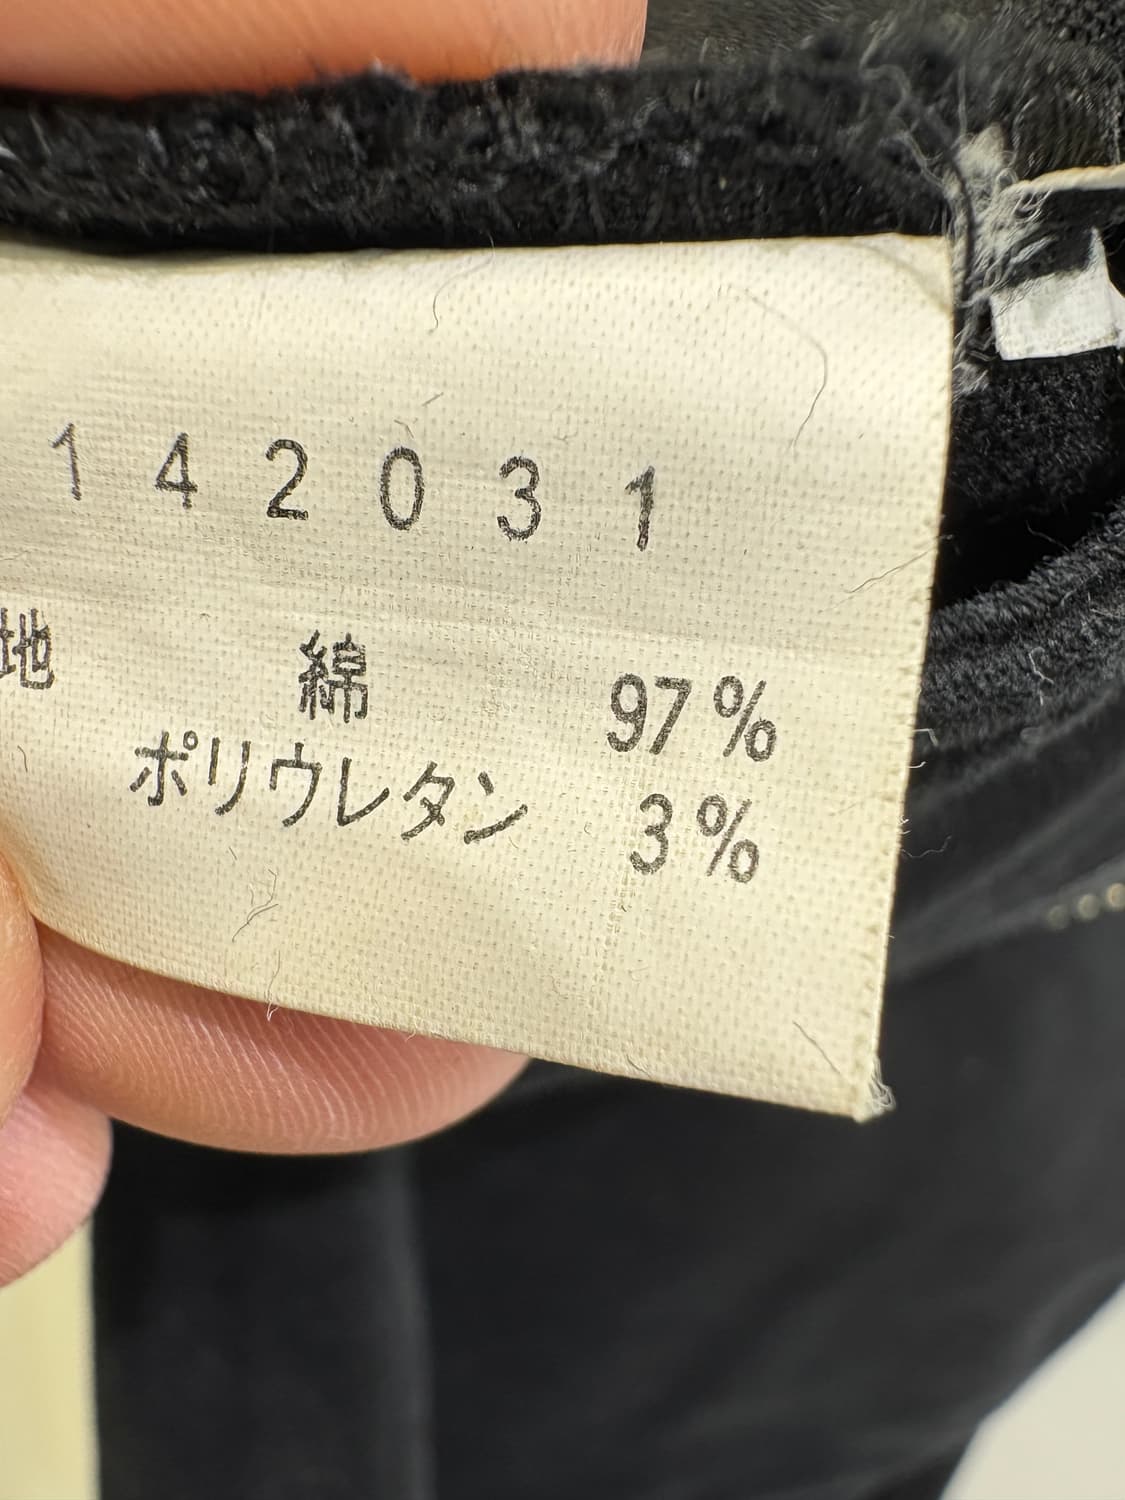 142031
地 綿 97%
ポリウレタン 3%